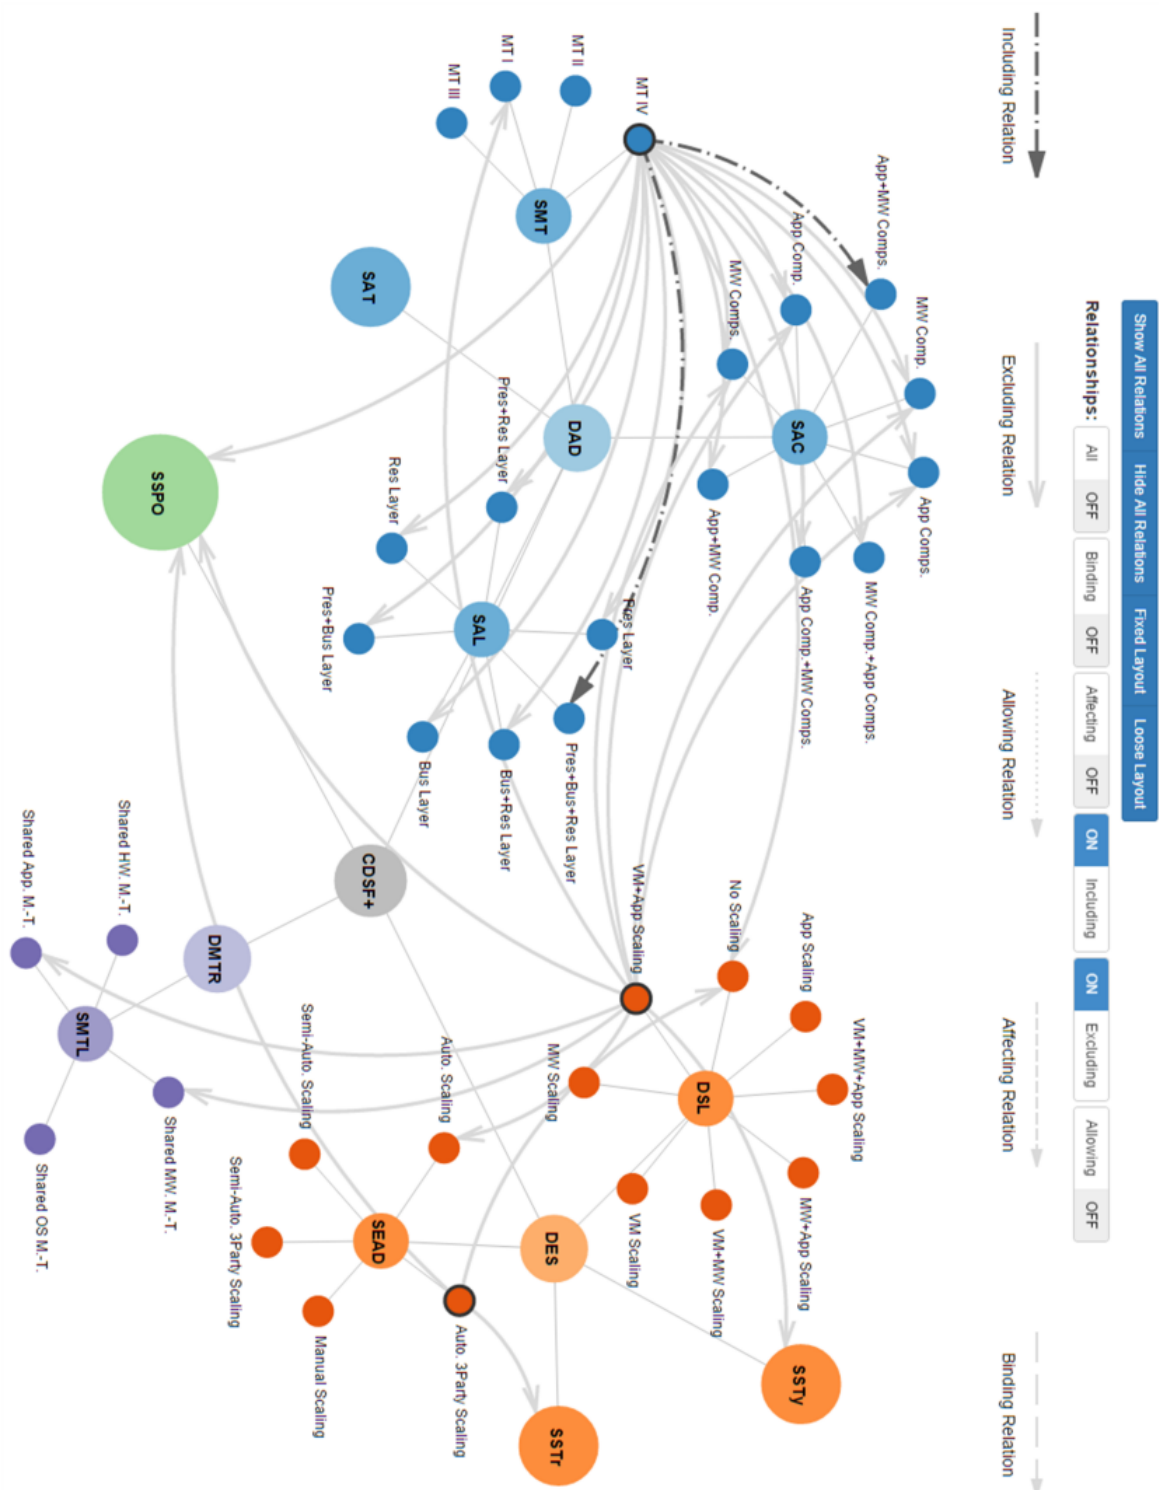 Show All Relations Hide All Relations Fixed Layout Loose Layout
Relationships: All OFF Binding OFF Affecting OFF ON Including ON Excluding Allowing OFF
Including Relation
Excluding Relation
Allowing Relation
Affecting Relation
Binding Relation
MW Comp.
App Comps.
App+MW Comps.
MW Comp.+App Comps.
VM+MW+App Scaling
App Comp.
SAC
App Comp.+MW Comps.
App Scaling
MW+App Scaling
SSTy
MW Comps.
App+MW Comp.
No Scaling
DSL
VM+MW Scaling
MT IV
Pres Layer
VM+App Scaling
VM Scaling
MT II
DAD
Pres+Bus+Res Layer
MW Scaling
DES
SSTr
SMT
MT I
Pres+Res Layer
Bus+Res Layer
MT III
SAL
Auto. Scaling
Auto. 3Party Scaling
Bus Layer
SAT
Res Layer
CDSF+
SEAD
Pres+Bus Layer
Semi-Auto. Scaling
Manual Scaling
Semi-Auto. 3Party Scaling
DMTR
SSPO
Shared HW. M.-T.
Shared MW. M.-T.
SMTL
Shared App. M.-T.
Shared OS M.-T.